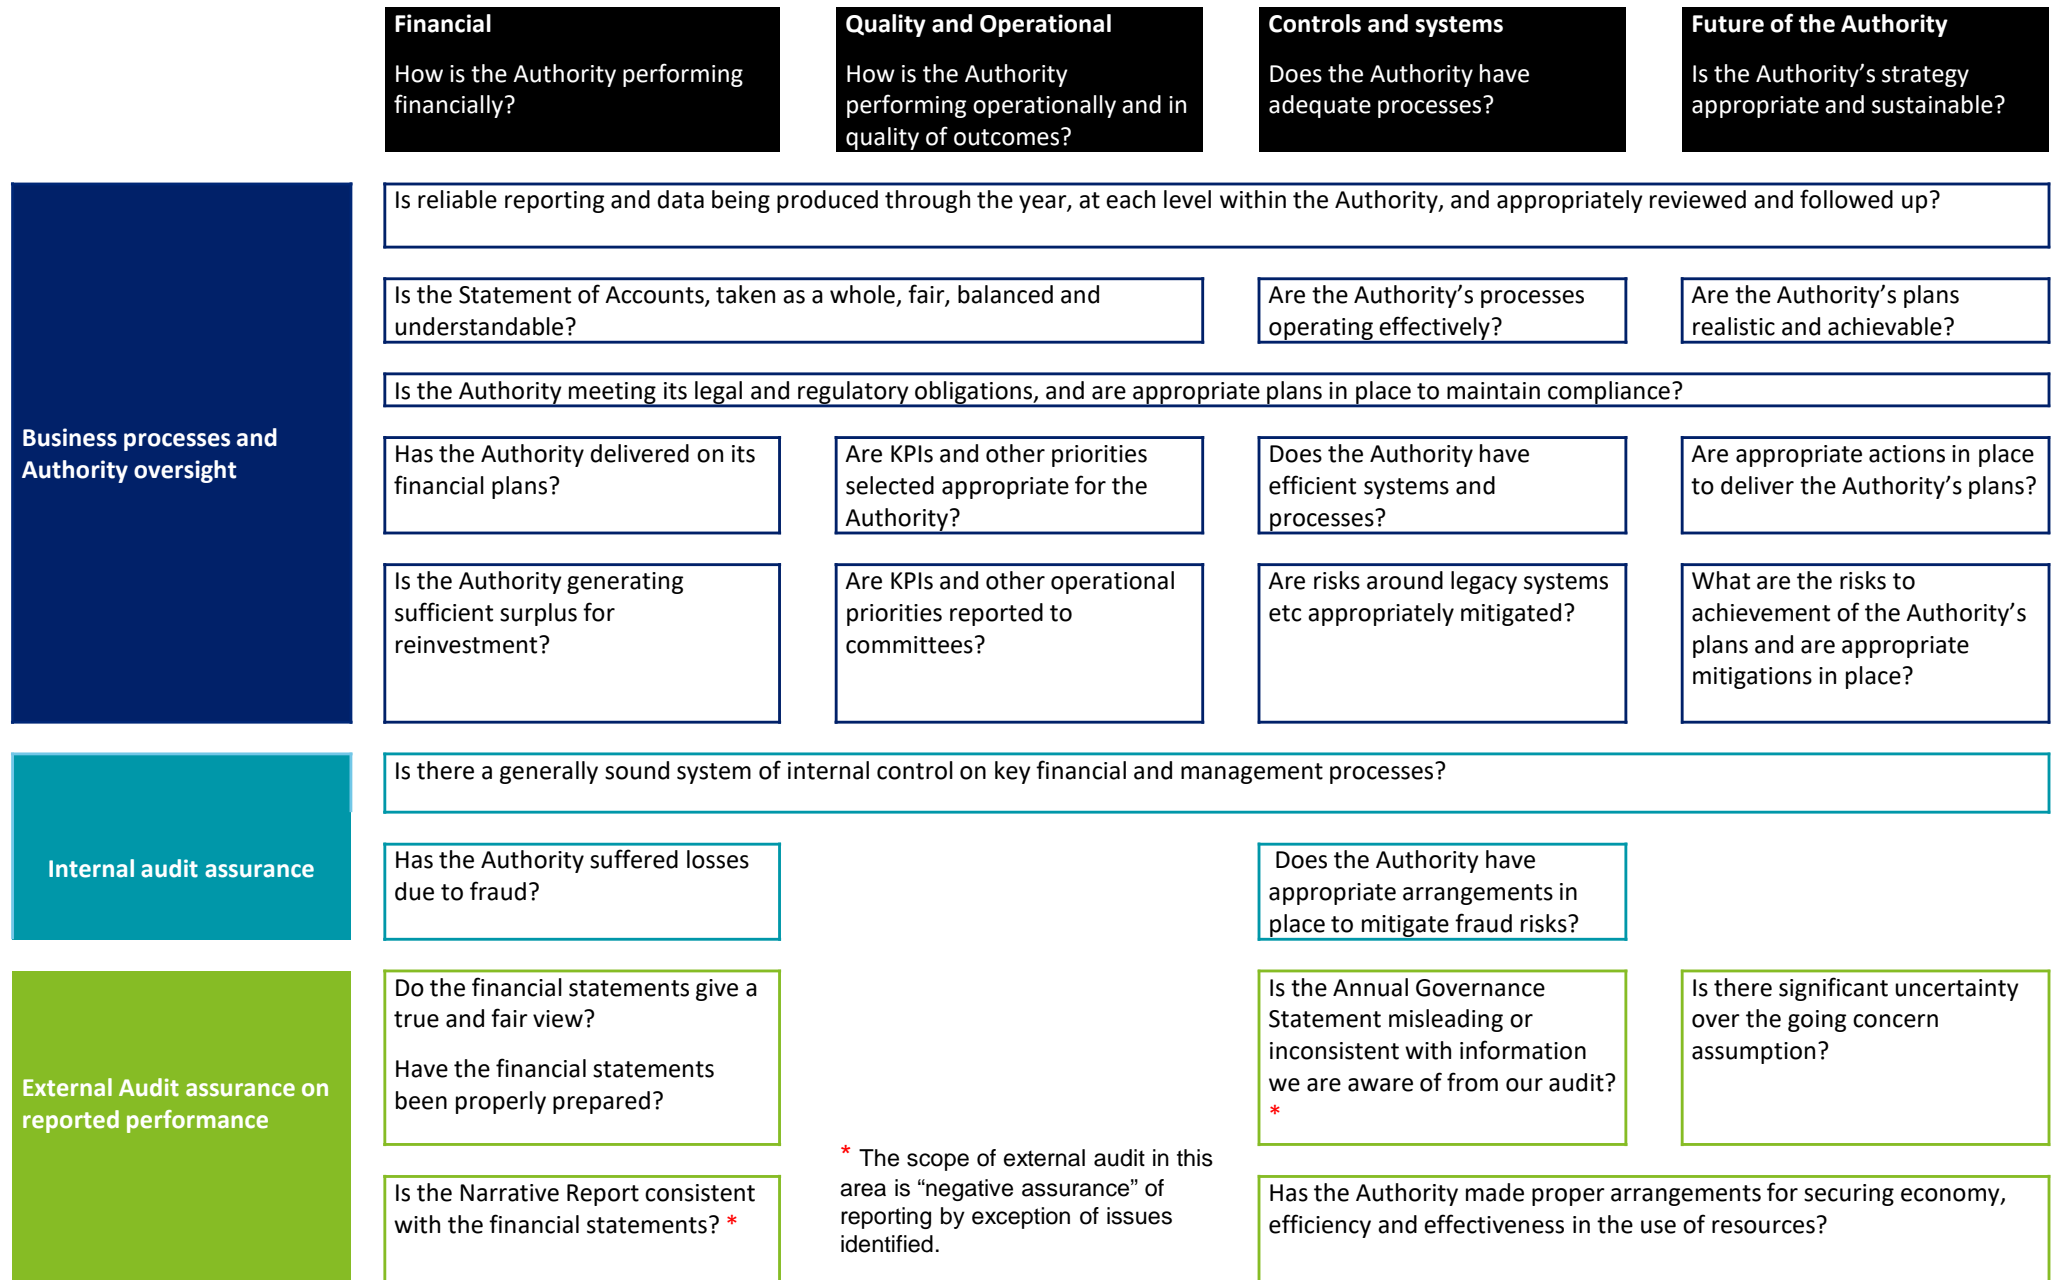 Financial
How is the Authority performing
financially?
Quality and Operational
How is the Authority
performing operationally and in
quality of outcomes?
Controls and systems
Does the Authority have
adequate processes?
Future of the Authority
Is the Authority’s strategy
appropriate and sustainable?
Business processes and
Authority oversight
Is reliable reporting and data being produced through the year, at each level within the Authority, and appropriately reviewed and followed up?
Is the Statement of Accounts, taken as a whole, fair, balanced and
understandable?
Are the Authority’s processes
operating effectively?
Are the Authority’s plans
realistic and achievable?
Is the Authority meeting its legal and regulatory obligations, and are appropriate plans in place to maintain compliance?
Has the Authority delivered on its
financial plans?
Are KPIs and other priorities
selected appropriate for the
Authority?
Does the Authority have
efficient systems and
processes?
Are appropriate actions in place
to deliver the Authority’s plans?
Is the Authority generating
sufficient surplus for
reinvestment?
Are KPIs and other operational
priorities reported to
committees?
Are risks around legacy systems
etc appropriately mitigated?
What are the risks to
achievement of the Authority’s
plans and are appropriate
mitigations in place?
Internal audit assurance
Is there a generally sound system of internal control on key financial and management processes?
Has the Authority suffered losses
due to fraud?
Does the Authority have
appropriate arrangements in
place to mitigate fraud risks?
External Audit assurance on
reported performance
Do the financial statements give a
true and fair view?
Have the financial statements
been properly prepared?
Is the Annual Governance
Statement misleading or
inconsistent with information
we are aware of from our audit?
*
Is there significant uncertainty
over the going concern
assumption?
Is the Narrative Report consistent
with the financial statements? *
* The scope of external audit in this
area is “negative assurance” of
reporting by exception of issues
identified.
Has the Authority made proper arrangements for securing economy,
efficiency and effectiveness in the use of resources?